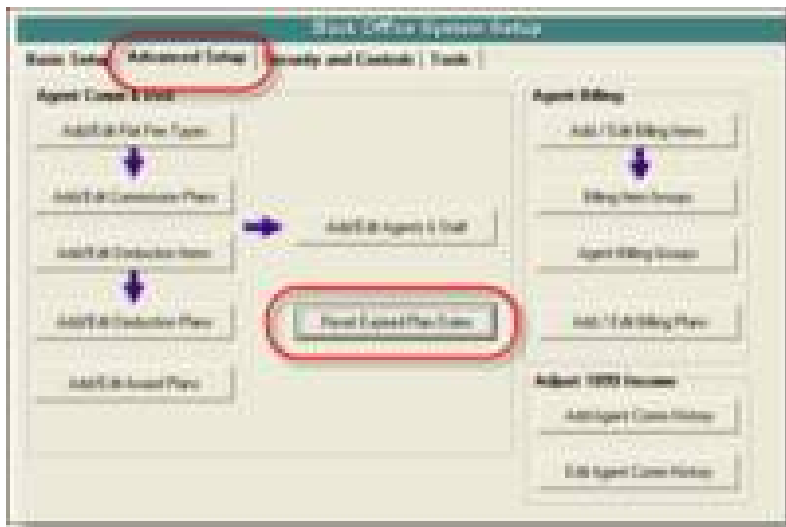 Back Office System Setup
Basic Setup Advanced Setup Security and Controls Tools
Agent Comm & Ded
Add/Edit Flat Fee Types
Add/Edit Commission Plans
Add/Edit Deduction Items
Add/Edit Deduction Plans
Add/Edit Award Plans
Add/Edit Agents & Staff
Reset Expired Plan Dates
Agent Billing
Add / Edit Billing Items
Billing Item Groups
Agent Billing Groups
Add / Edit Billing Plans
Adjust 1099 Income
Add Agent Comm History
Edit Agent Comm History